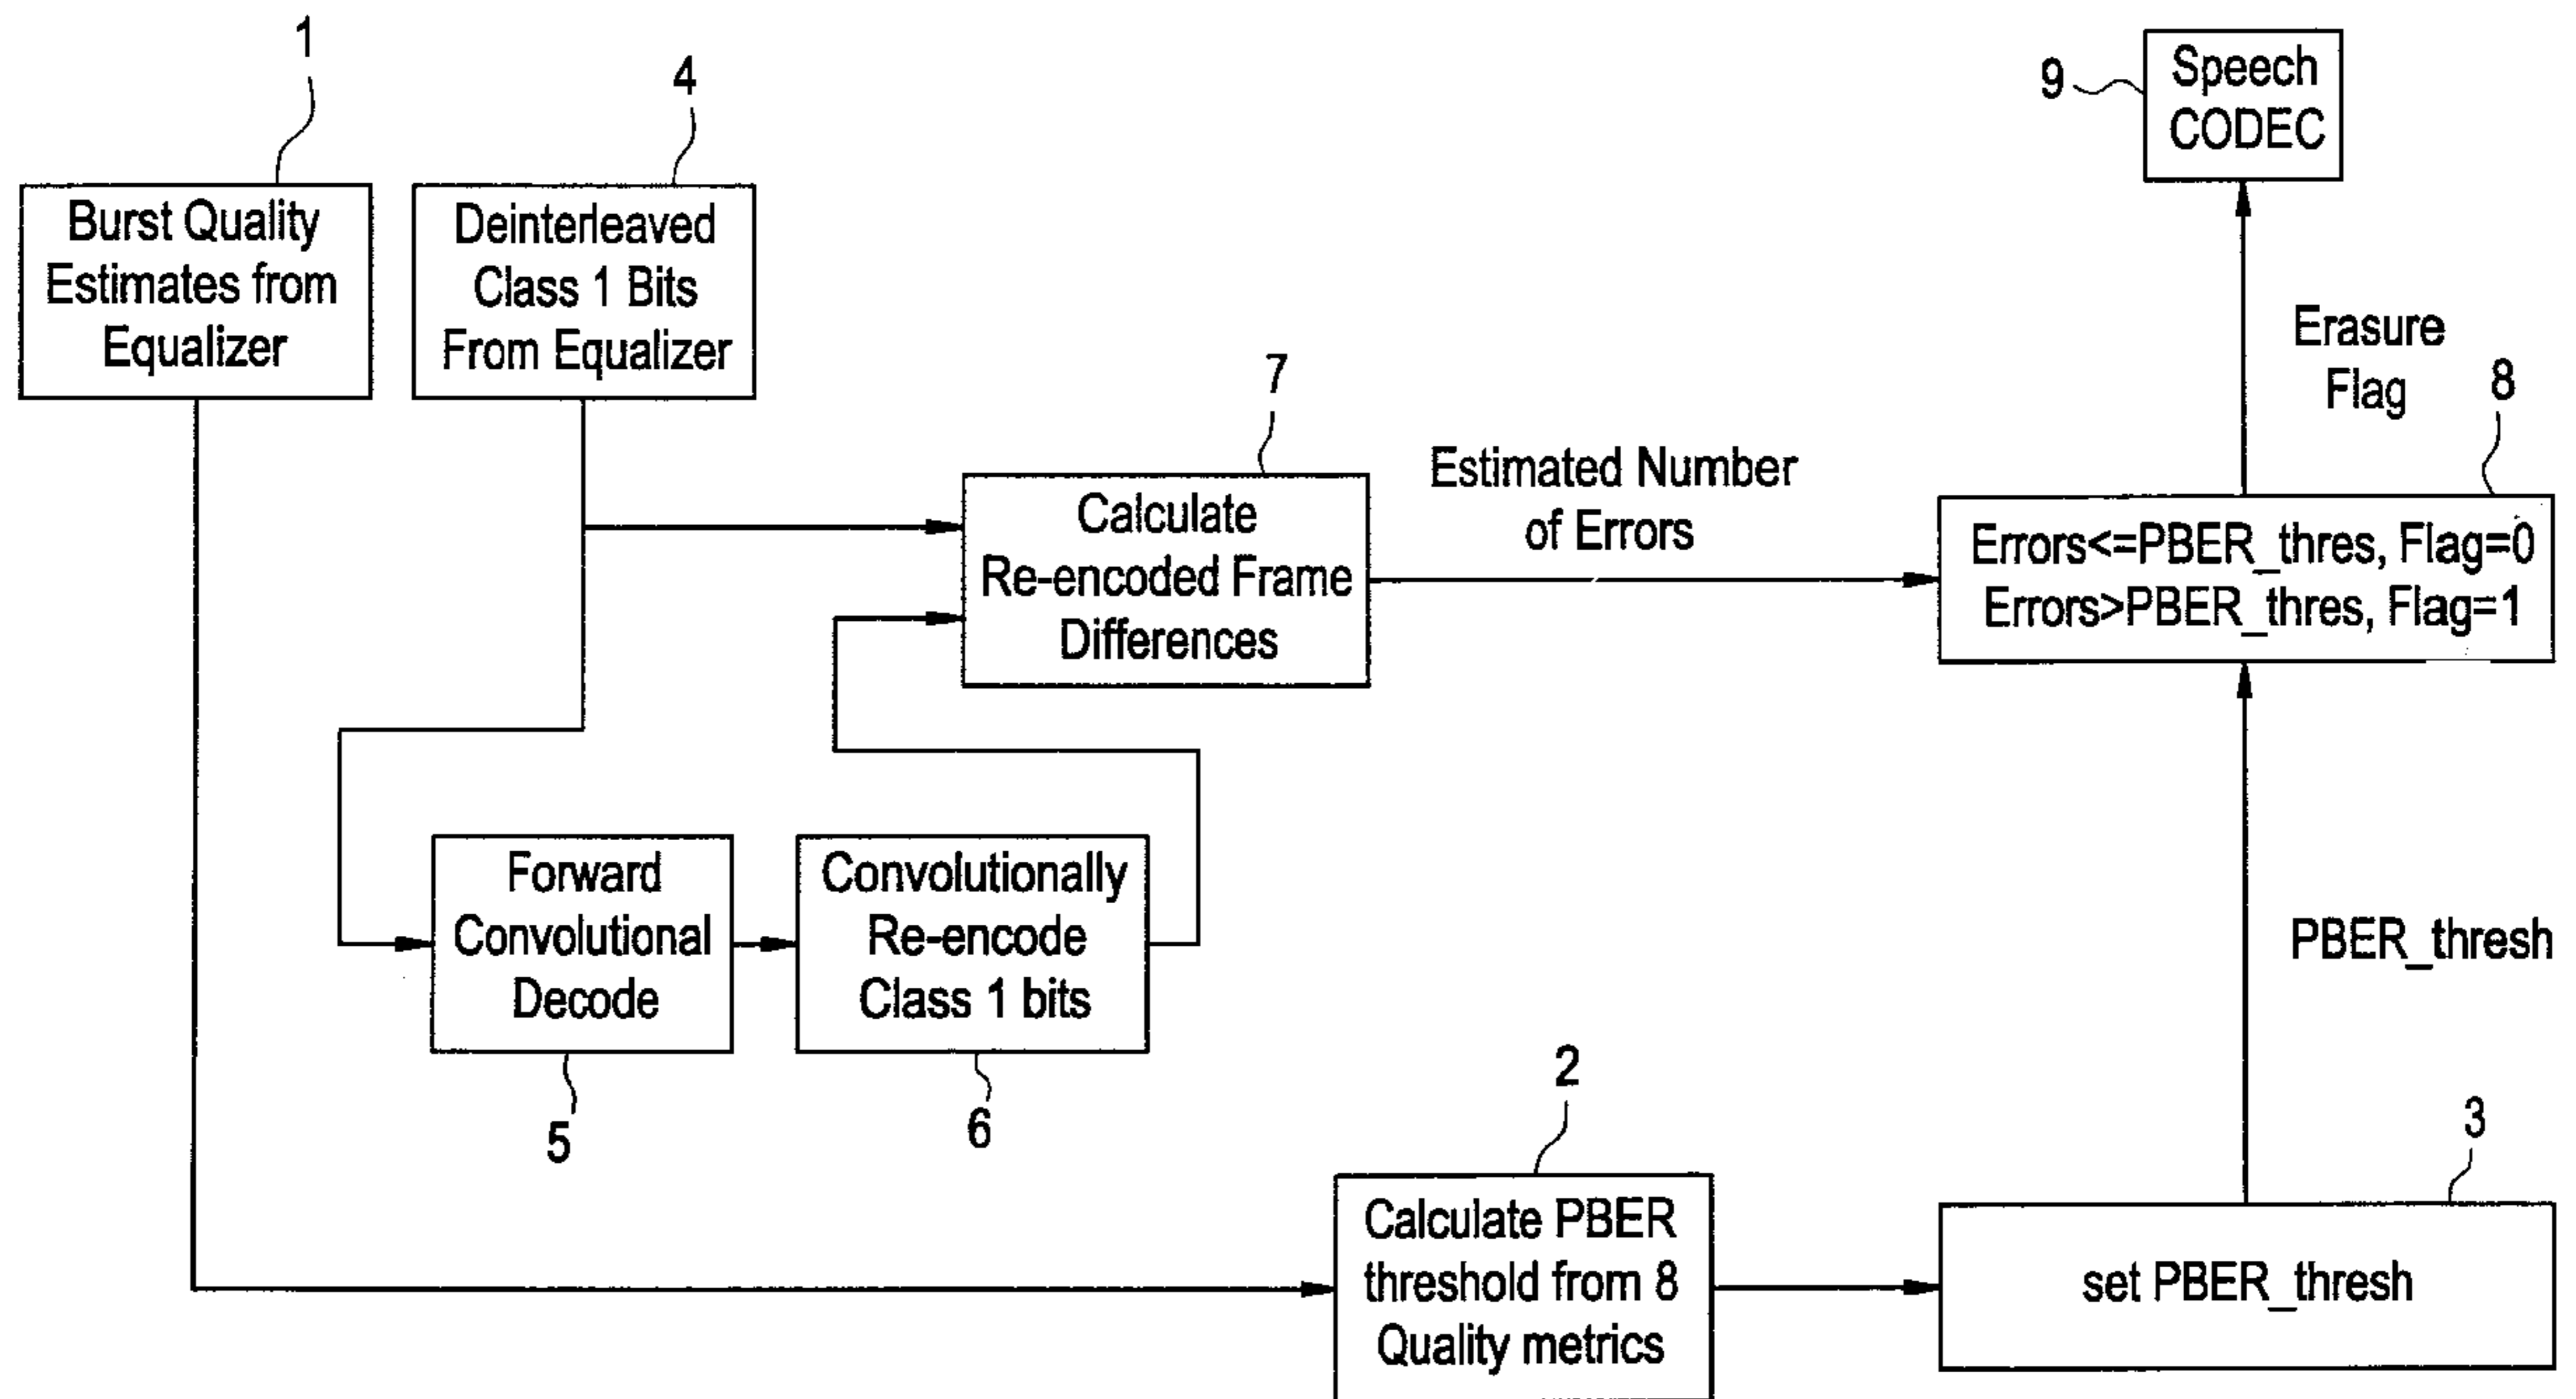 1
4
9
Speech
CODEC
Burst Quality
Estimates from
Equalizer
Deinterleaved
Class 1 Bits
From Equalizer
Erasure
Flag
7
8
Calculate
Re-encoded Frame
Differences
Estimated Number
of Errors
Errors<=PBER_thres, Flag=0
Errors>PBER_thres, Flag=1
Forward
Convolutional
Decode
Convolutionally
Re-encode
Class 1 bits
PBER_thresh
5
6
2
3
Calculate PBER
threshold from 8
Quality metrics
set PBER_thresh